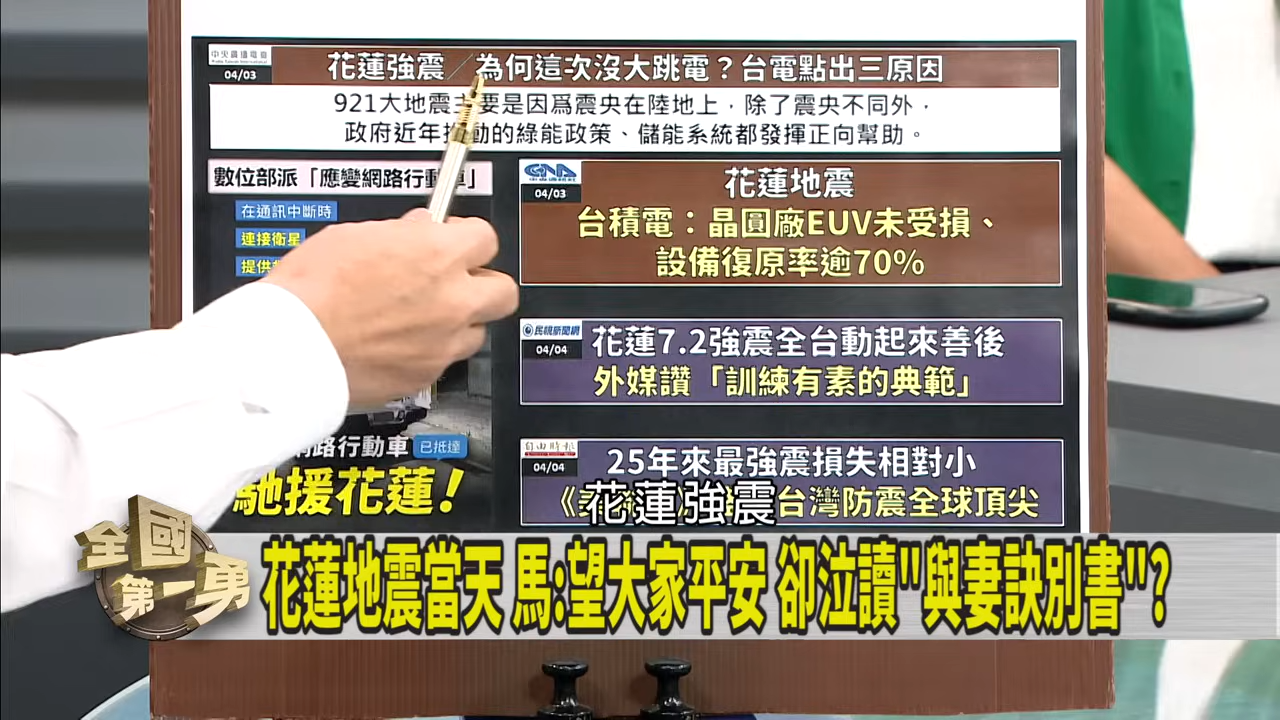 中央廣播電臺
04/03
花蓮強震／為何這次沒大跳電？台電點出三原因
921大地震主要是因爲震央在陸地上，除了震央不同外，
政府近年推動的綠能政策、儲能系統都發揮正向幫助。
數位部派「應變網路行動車」
在通訊中斷時
連接衛星
提供
網路行動車 已抵達
馳援花蓮!
CNA
中央通訊社
04/03
花蓮地震
台積電：晶圓廠EUV未受損、
設備復原率逾70%
民視新聞網
04/04
花蓮7.2強震全台動起來善後
外媒讚「訓練有素的典範」
自由時報
04/04
25年來最強震損失相對小
台灣防震全球頂尖
花蓮強震
全國第一勇
花蓮地震當天 馬:望大家平安 卻泣讀"與妻訣別書"?